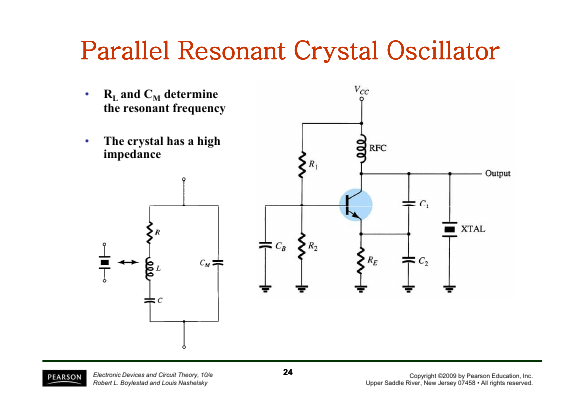 Parallel Resonant Crystal Oscillator
• R_L and C_M determine
the resonant frequency
• The crystal has a high
impedance
R
L
C
C_M
V_CC
RFC
R_1
Output
C_1
XTAL
C_B
R_2
R_E
C_2
PEARSON
Electronic Devices and Circuit Theory, 10/e
Robert L. Boylestad and Louis Nashelsky
24
Copyright ©2009 by Pearson Education, Inc.
Upper Saddle River, New Jersey 07458 • All rights reserved.